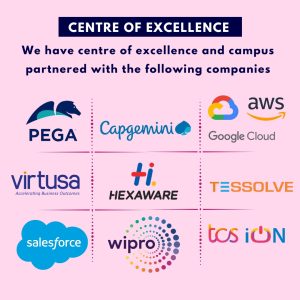 CENTRE OF EXCELLENCE
We have centre of excellence and campus
partnered with the following companies
PEGA
Capgemini
aws
Google Cloud
virtusa
Accelerating Business Outcomes
HEXAWARE
TESSOLVE
salesforce
wipro
tcs iON